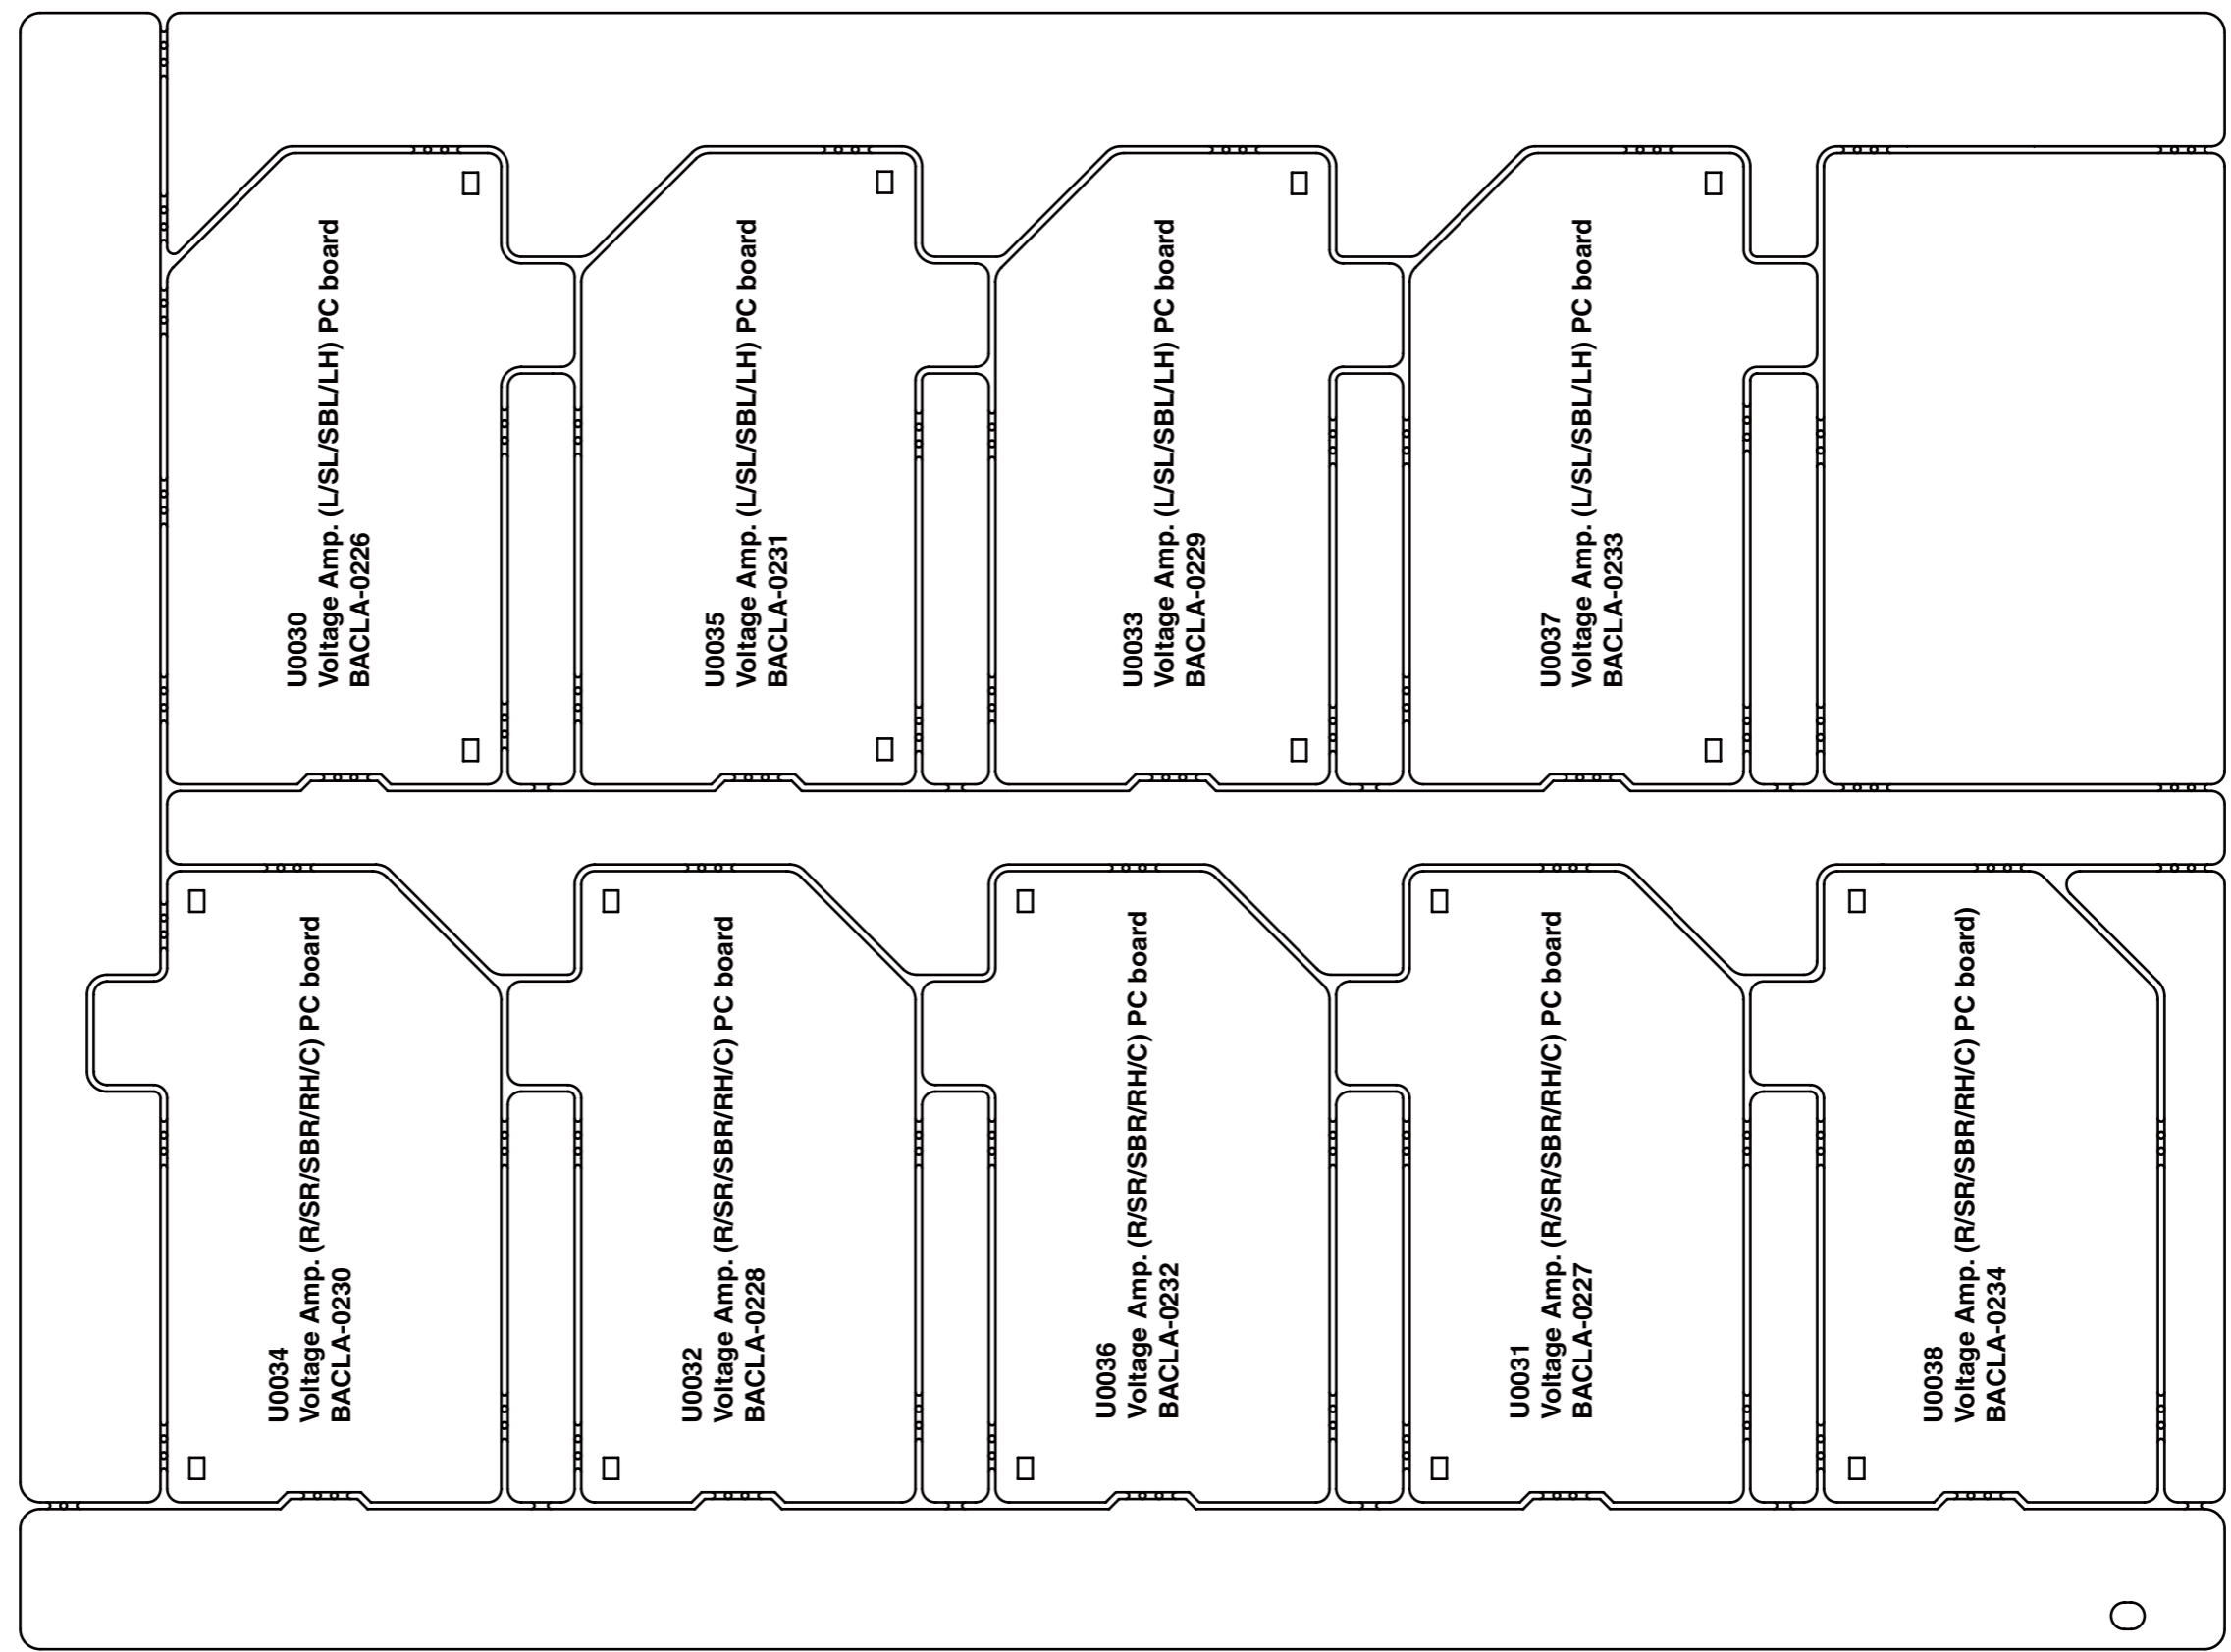 U0030
Voltage Amp. (L/SL/SBL/LH) PC board
BACLA-0226
U0035
Voltage Amp. (L/SL/SBL/LH) PC board
BACLA-0231
U0033
Voltage Amp. (L/SL/SBL/LH) PC board
BACLA-0229
U0037
Voltage Amp. (L/SL/SBL/LH) PC board
BACLA-0233
U0034
Voltage Amp. (R/SR/SBR/RH/C) PC board
BACLA-0230
U0032
Voltage Amp. (R/SR/SBR/RH/C) PC board
BACLA-0228
U0036
Voltage Amp. (R/SR/SBR/RH/C) PC board
BACLA-0232
U0031
Voltage Amp. (R/SR/SBR/RH/C) PC board
BACLA-0227
U0038
Voltage Amp. (R/SR/SBR/RH/C) PC board)
BACLA-0234